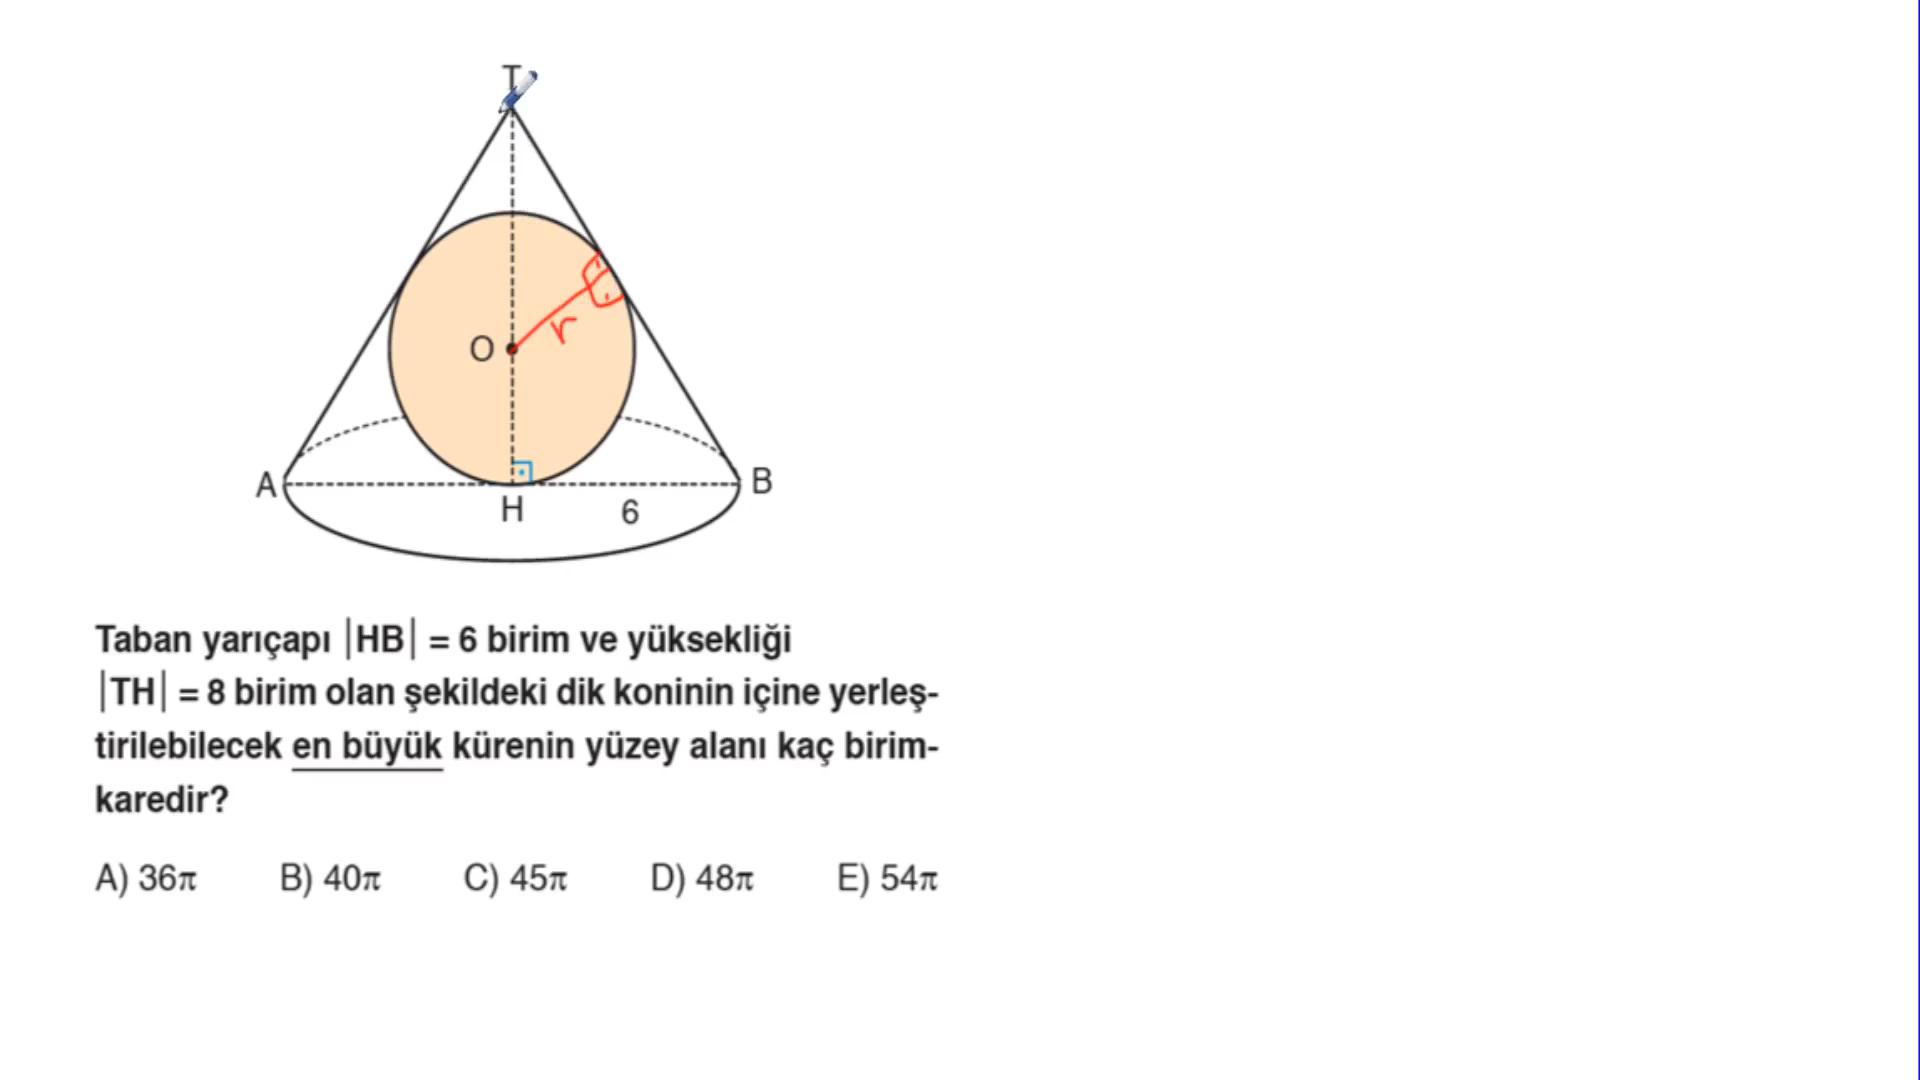 T
O
r
A
B
H
6
Taban yarıçapı |HB| = 6 birim ve yüksekliği
|TH| = 8 birim olan şekildeki dik koninin içine yerleş-
tirilebilecek en büyük kürenin yüzey alanı kaç birim-
karedir?
A) 36π B) 40π C) 45π D) 48π E) 54π